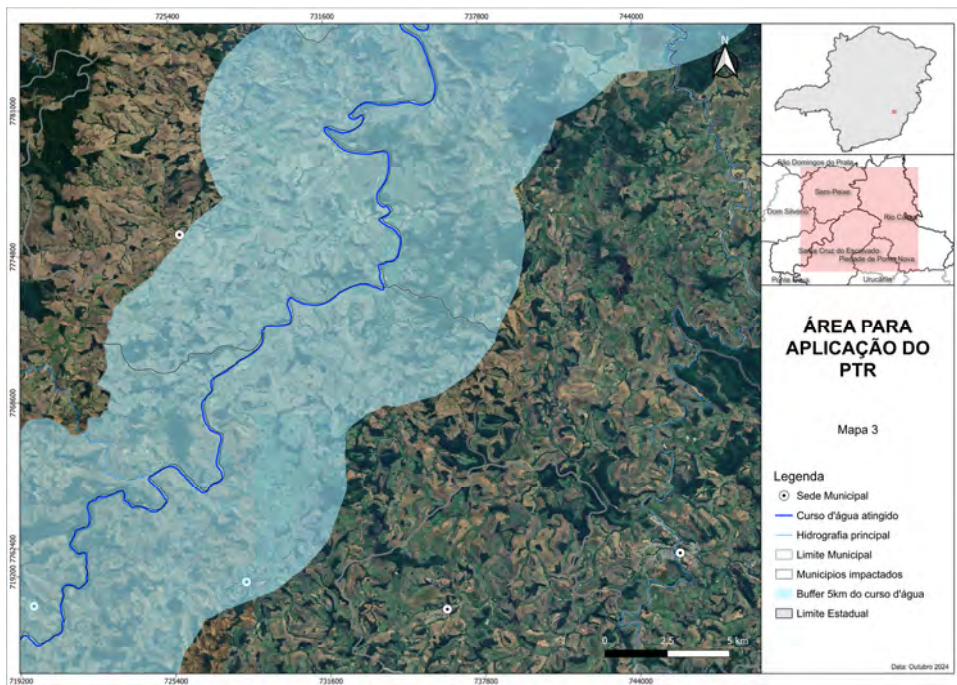 725400 731600 737800 744000
7781000
7774800
7768600
7762400
719200
719200 725400 731600 737800 744000
N
0 2.5 5 km
São Domingos do Prata
Sem-Peixe
Dom Silvério
Rio
Santa Cruz do Escalvado
Piedade de Ponte Nova
Urucânia
ÁREA PARA
APLICAÇÃO DO
PTR
Mapa 3
Legenda
Sede Municipal
Curso d'água atingido
Hidrografia principal
Limite Municipal
Municipios impactados
Buffer 5km do curso d'água
Limite Estadual
Data: Outubro 2024